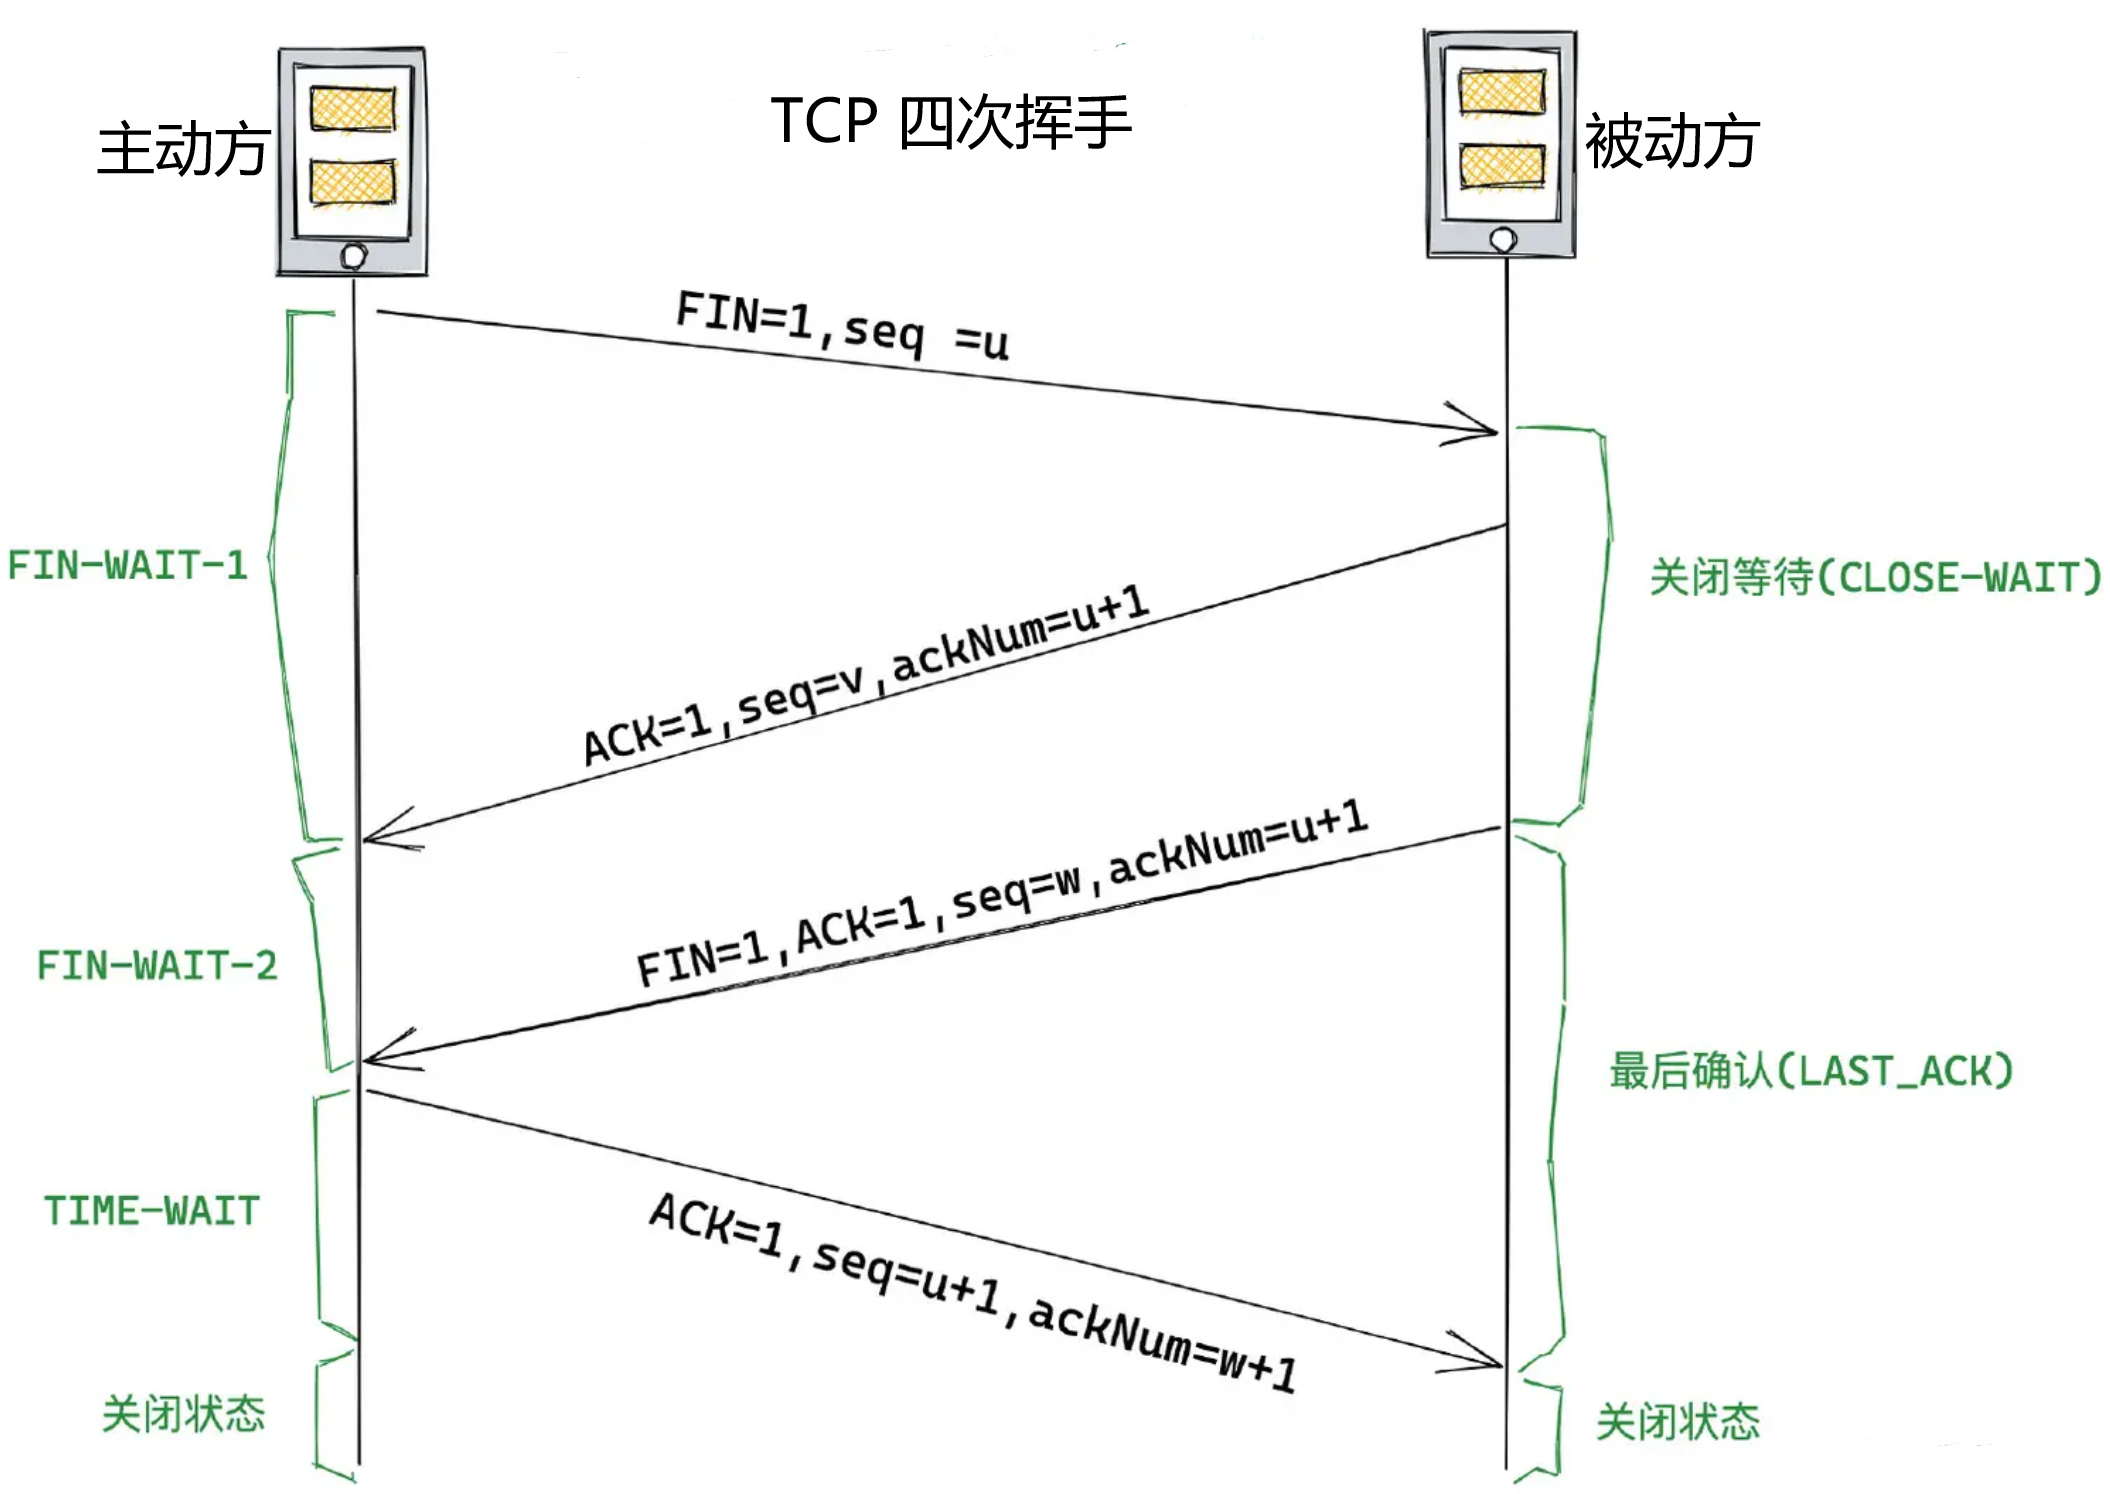 TCP 四次挥手
主动方
被动方
FIN=1,seq =u
FIN-WAIT-1
关闭等待(CLOSE-WAIT)
ACK=1,seq=v,ackNum=u+1
FIN=1,ACK=1,seq=w,ackNum=u+1
FIN-WAIT-2
最后确认(LAST_ACK)
TIME-WAIT
ACK=1,seq=u+1,ackNum=w+1
关闭状态
关闭状态